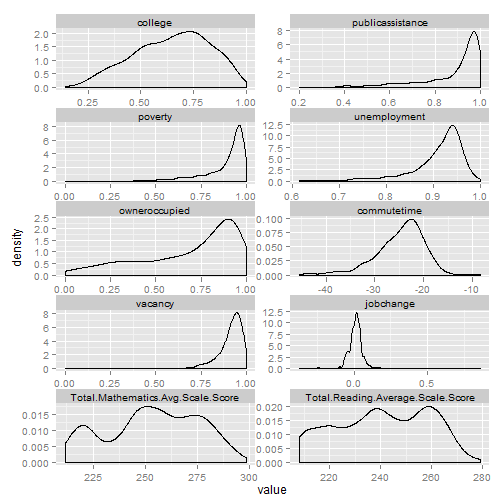 college publicassistance
2.0 8
1.5 6
1.0 4
0.5 2
0.0 0
0.25 0.50 0.75 1.00 0.2 0.4 0.6 0.8 1.0
poverty unemployment
8 12.5
6 10.0
4 7.5
2 5.0
0 2.5
0.0
0.00 0.25 0.50 0.75 1.00 0.6 0.7 0.8 0.9 1.0
owneroccupied commutetime
2.5 0.100
2.0 0.075
1.5 0.050
1.0 0.025
0.5 0.000
0.0
0.00 0.25 0.50 0.75 1.00 -40 -30 -20 -10
density
vacancy jobchange
8 12.5
6 10.0
4 7.5
2 5.0
0 2.5
0.0
0.00 0.25 0.50 0.75 1.00 0.0 0.5
Total.Mathematics.Avg.Scale.Score Total.Reading.Average.Scale.Score
0.015 0.020
0.010 0.015
0.005 0.010
0.000 0.005
0.000
225 250 275 300 220 240 260 280
value